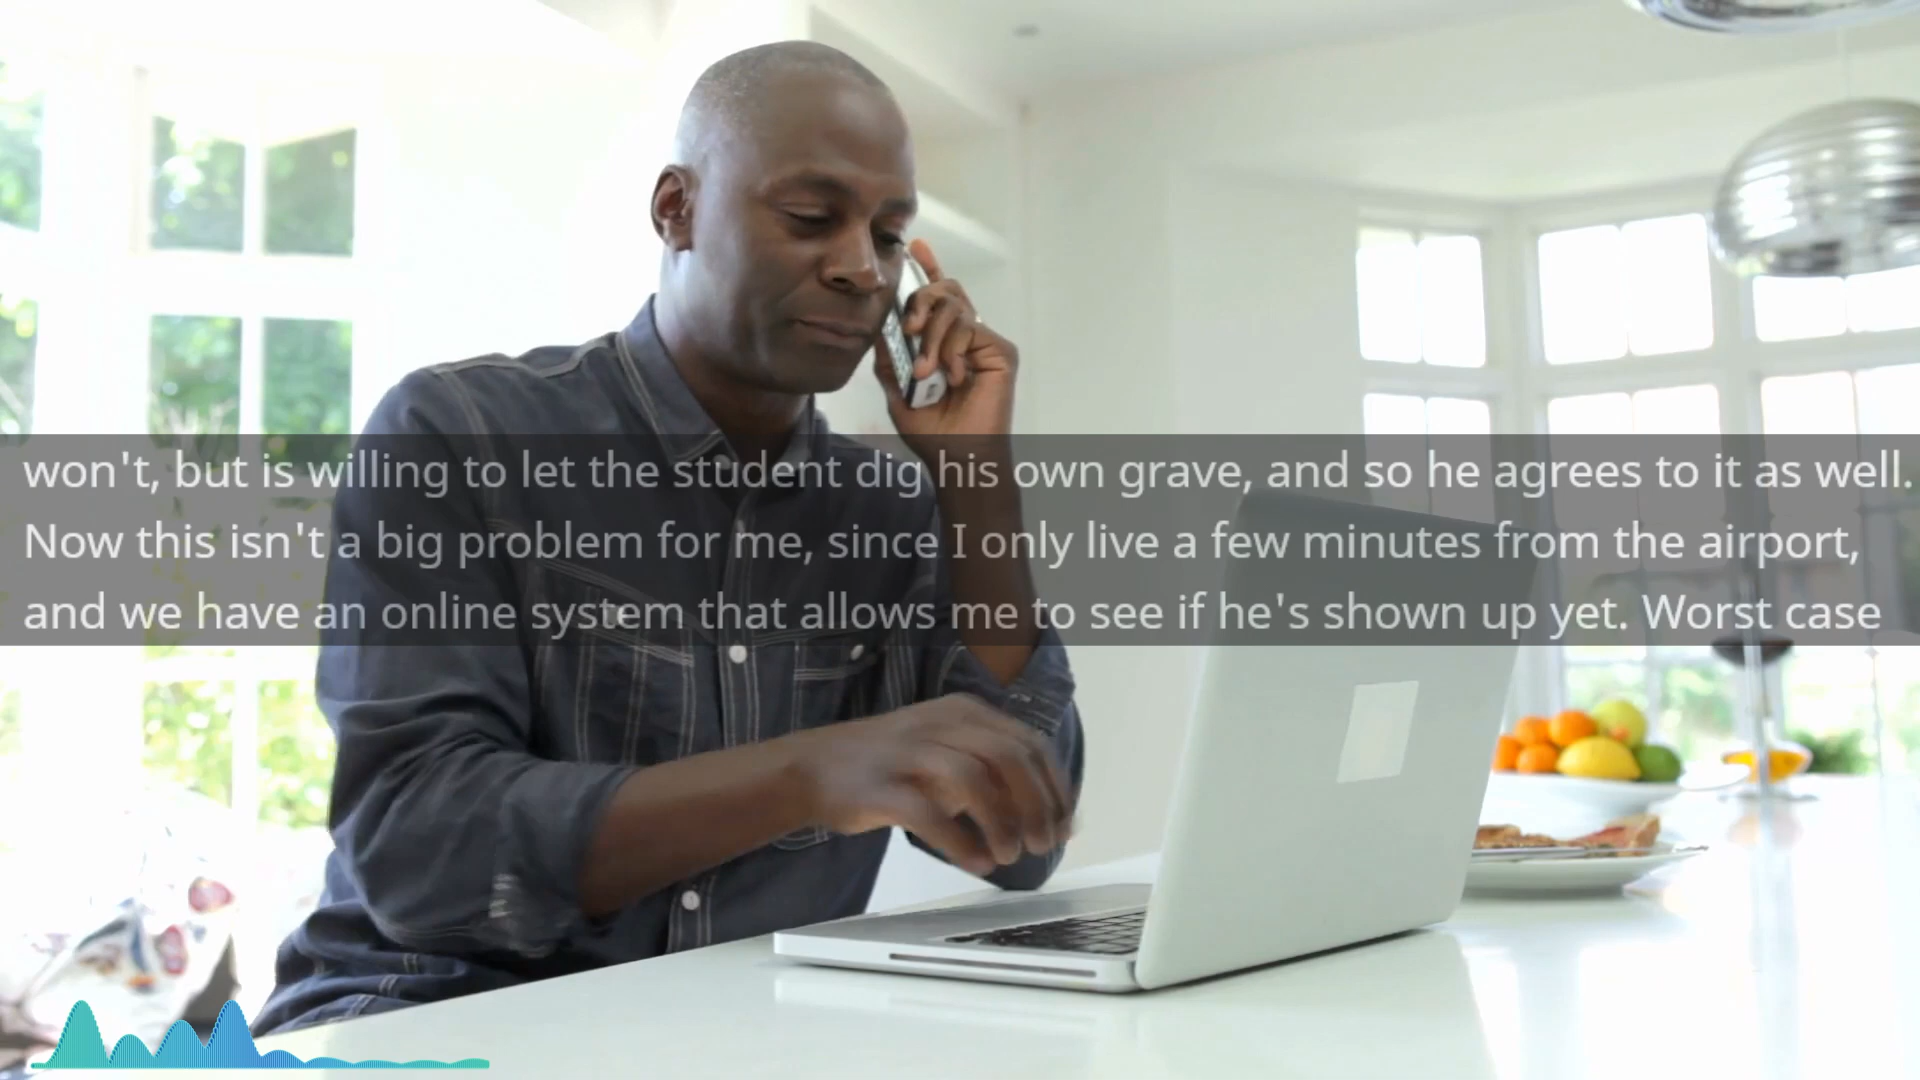 won't, but is willing to let the student dig his own grave, and so he agrees to it as well.
Now this isn't a big problem for me, since I only live a few minutes from the airport,
and we have an online system that allows me to see if he's shown up yet. Worst case